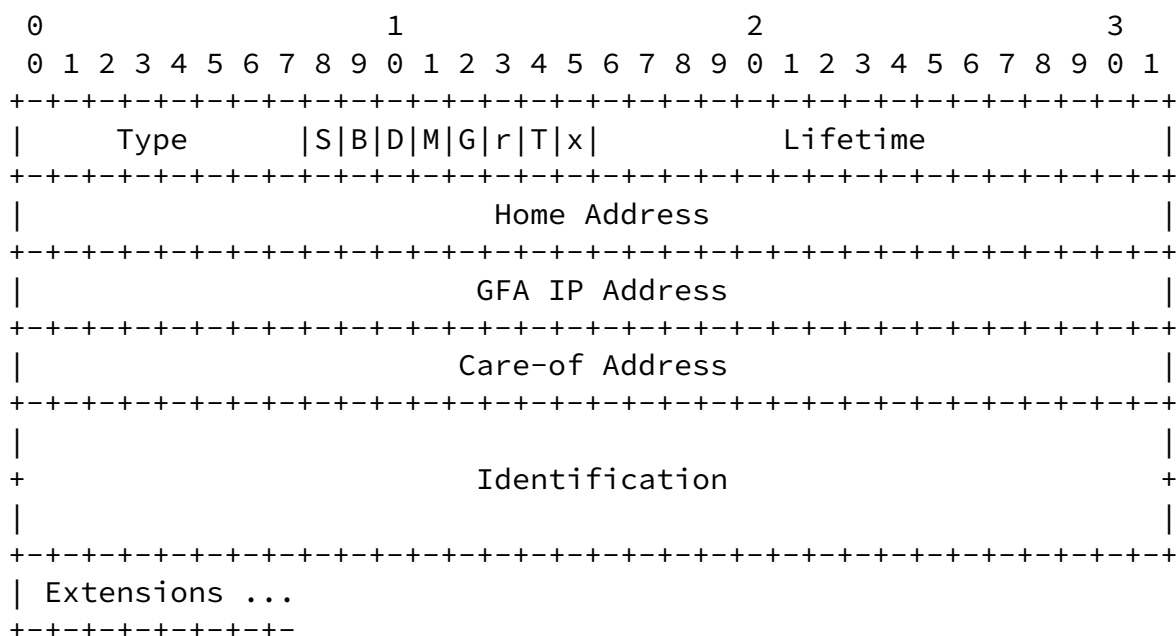 0                   1                   2                   3
 0 1 2 3 4 5 6 7 8 9 0 1 2 3 4 5 6 7 8 9 0 1 2 3 4 5 6 7 8 9 0 1
+-+-+-+-+-+-+-+-+-+-+-+-+-+-+-+-+-+-+-+-+-+-+-+-+-+-+-+-+-+-+-+-+
|     Type      |S|B|D|M|G|r|T|x|          Lifetime             |
+-+-+-+-+-+-+-+-+-+-+-+-+-+-+-+-+-+-+-+-+-+-+-+-+-+-+-+-+-+-+-+-+
|                          Home Address                         |
+-+-+-+-+-+-+-+-+-+-+-+-+-+-+-+-+-+-+-+-+-+-+-+-+-+-+-+-+-+-+-+-+
|                         GFA IP Address                        |
+-+-+-+-+-+-+-+-+-+-+-+-+-+-+-+-+-+-+-+-+-+-+-+-+-+-+-+-+-+-+-+-+
|                        Care-of Address                        |
+-+-+-+-+-+-+-+-+-+-+-+-+-+-+-+-+-+-+-+-+-+-+-+-+-+-+-+-+-+-+-+-+
|                                                               |
+                         Identification                        +
|                                                               |
+-+-+-+-+-+-+-+-+-+-+-+-+-+-+-+-+-+-+-+-+-+-+-+-+-+-+-+-+-+-+-+-+
| Extensions ...
+-+-+-+-+-+-+-+-